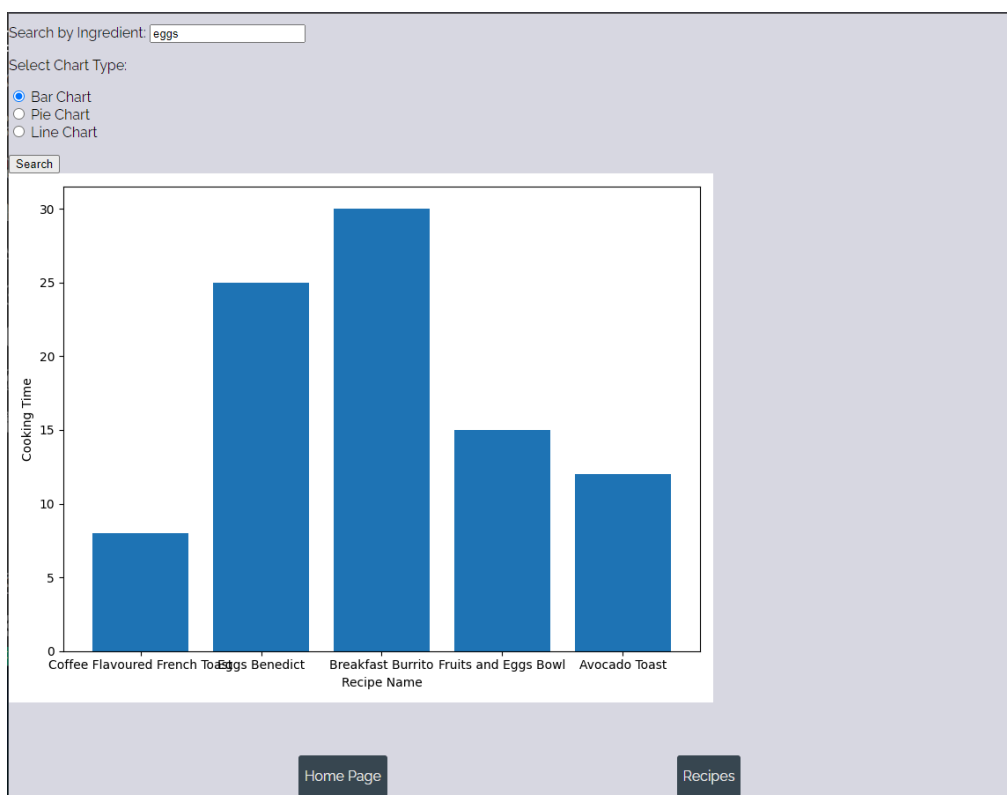 Search by Ingredient: eggs
Select Chart Type:
Bar Chart
Pie Chart
Line Chart
Search
30
25
20
15
10
5
0
Cooking Time
Coffee Flavoured French Toast Eggs Benedict Breakfast Burrito Fruits and Eggs Bowl Avocado Toast
Recipe Name
Home Page Recipes